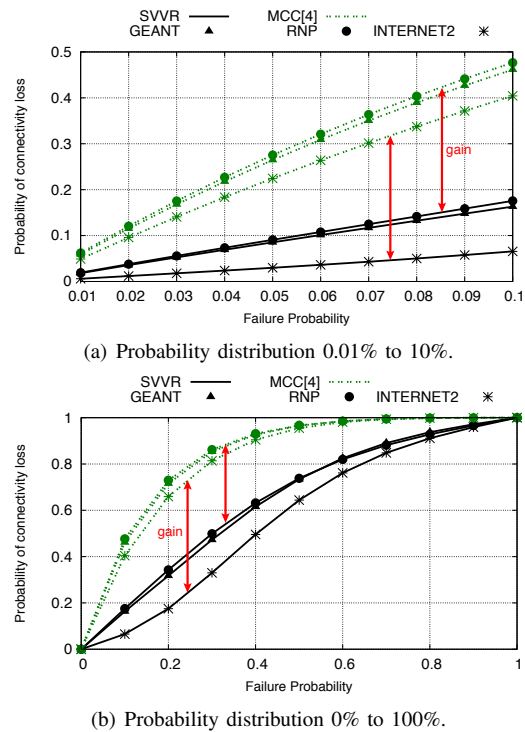 SVVR MCC[4]
GEANT RNP INTERNET2
Probability of connectivity loss
0.5
0.4
0.3
0.2
0.1
0
gain
0.01 0.02 0.03 0.04 0.05 0.06 0.07 0.08 0.09 0.1
Failure Probability
(a) Probability distribution 0.01% to 10%.
SVVR MCC[4]
GEANT RNP INTERNET2
Probability of connectivity loss
1
0.8
0.6
0.4
0.2
0
gain
0 0.2 0.4 0.6 0.8 1
Failure Probability
(b) Probability distribution 0% to 100%.